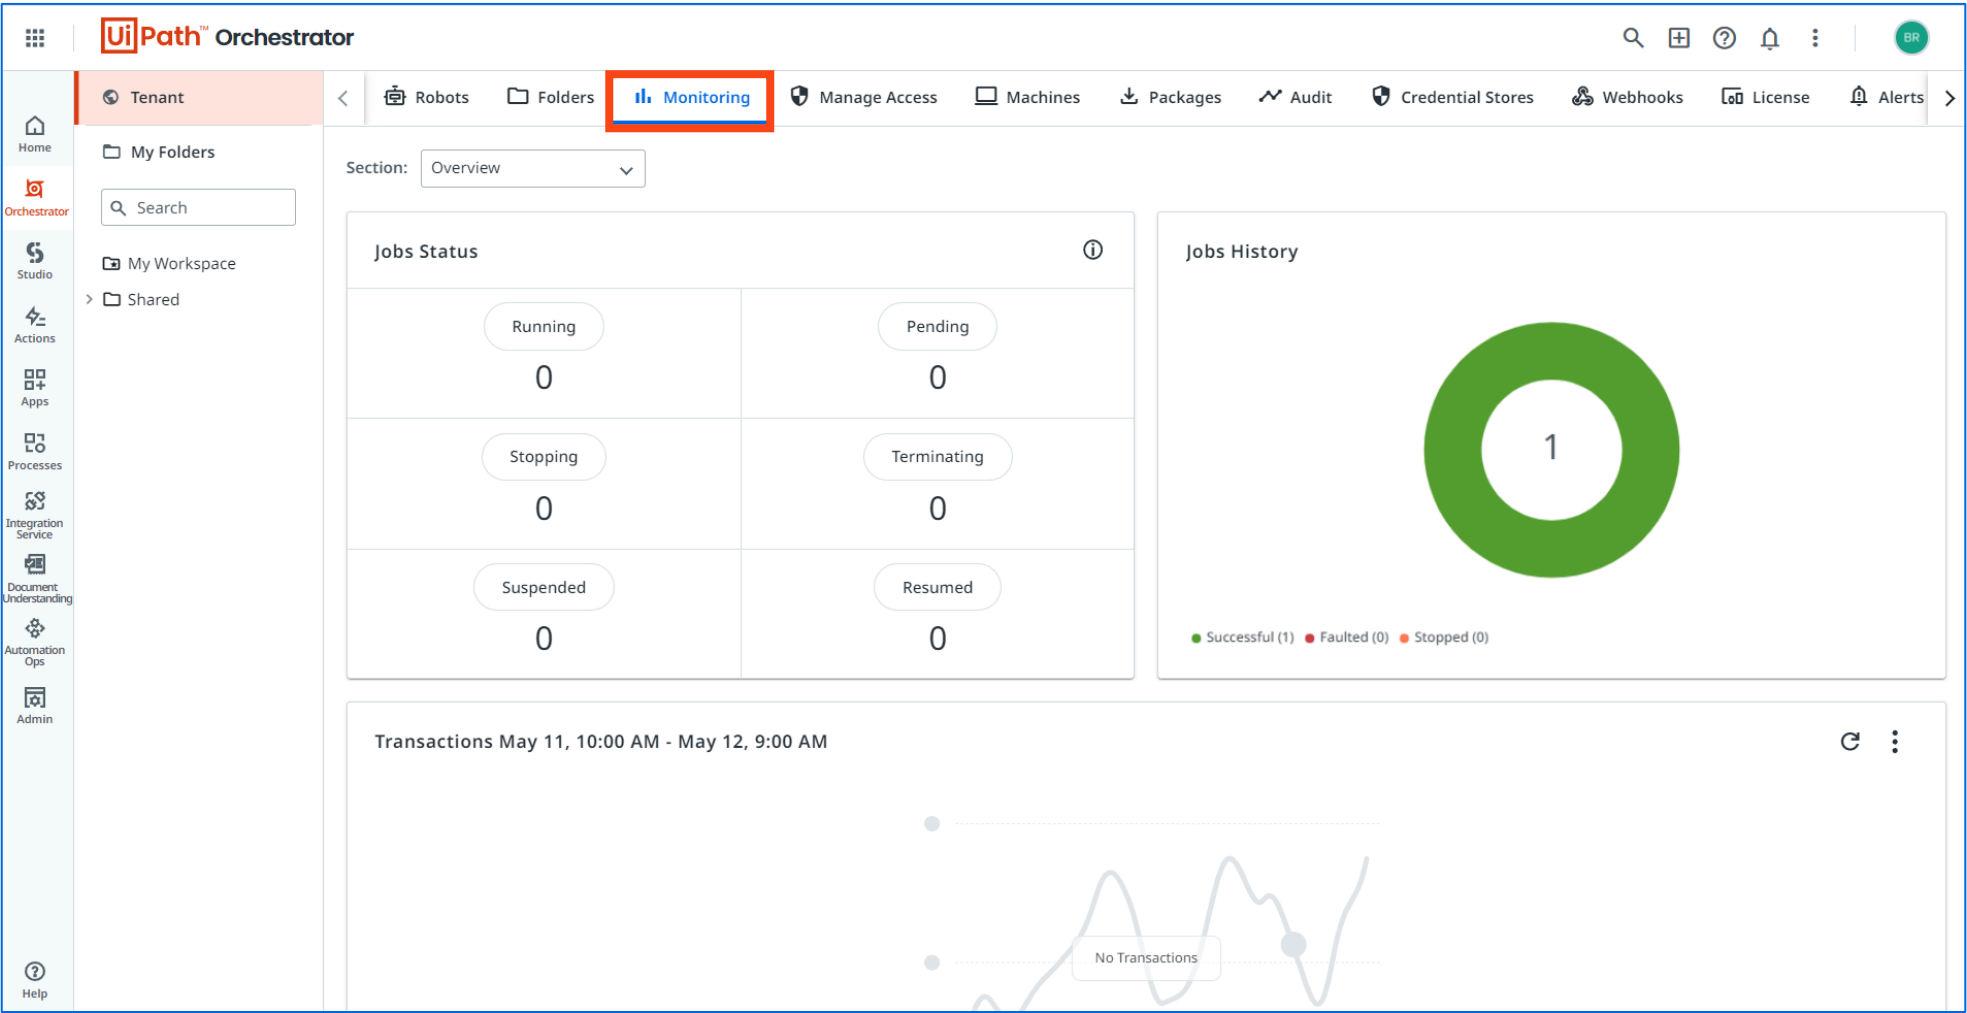 UiPath™ Orchestrator
BR
Tenant
Robots
Folders
Monitoring
Manage Access
Machines
Packages
Audit
Credential Stores
Webhooks
License
Alerts
Home
Orchestrator
Studio
Actions
Apps
Processes
Integration
Service
Document
Understanding
Automation
Ops
Admin
Help
My Folders
Search
My Workspace
Shared
Section: Overview
Jobs Status
Running
0
Pending
0
Stopping
0
Terminating
0
Suspended
0
Resumed
0
Jobs History
1
Successful (1) Faulted (0) Stopped (0)
Transactions May 11, 10:00 AM - May 12, 9:00 AM
No Transactions